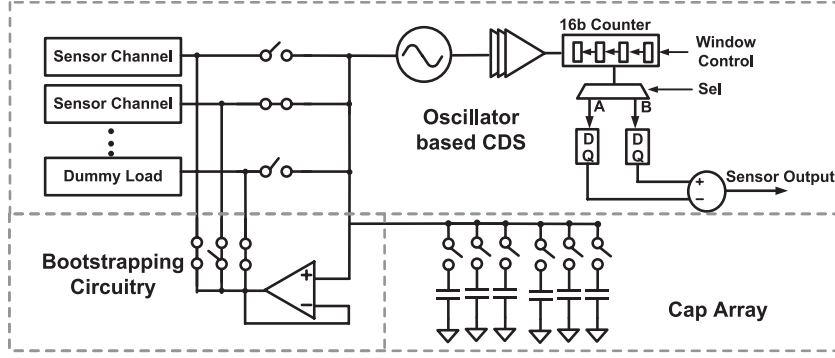 Sensor Channel
Sensor Channel
Dummy Load
Oscillator
based CDS
16b Counter
Window
Control
Sel
A B
D
Q
D
Q
+
−
Sensor Output
Bootstrapping
Circuitry
+
−
Cap Array